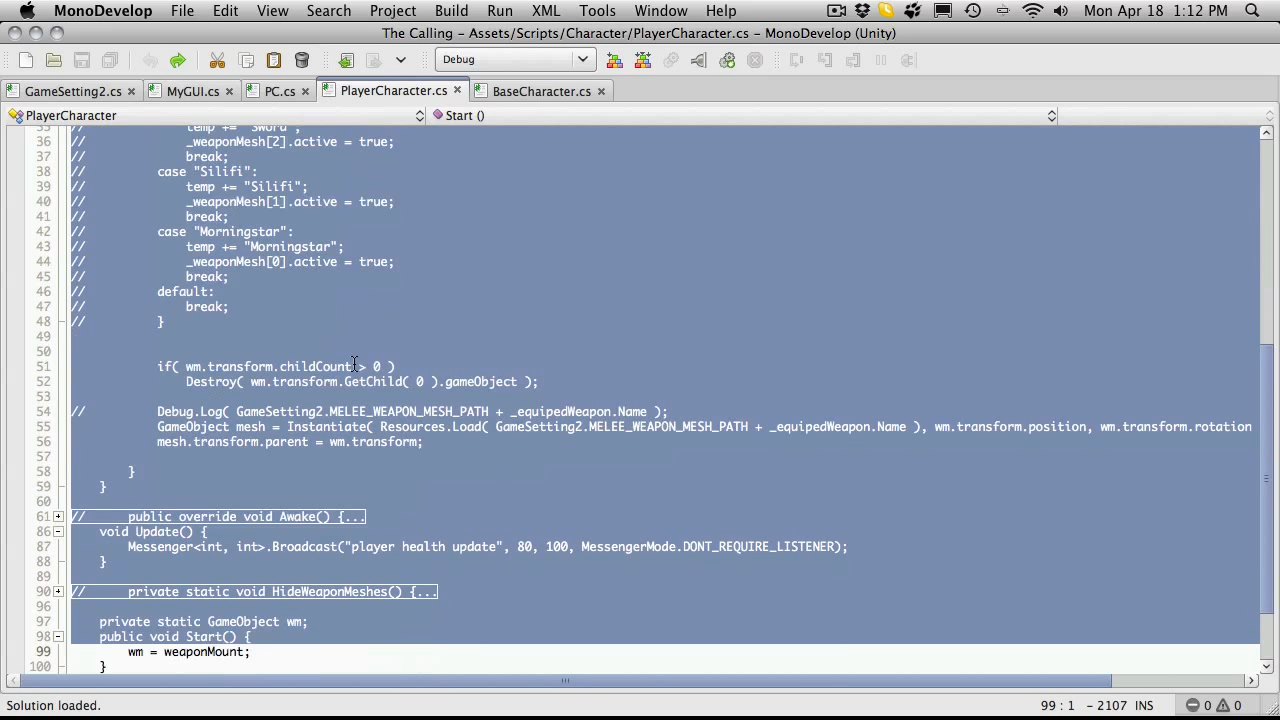 MonoDevelop File Edit View Search Project Build Run XML Tools Window Help Mon Apr 18 1:12 PM
The Calling - Assets/Scripts/Character/PlayerCharacter.cs - MonoDevelop (Unity)
Debug
GameSetting2.cs MyGUI.cs PC.cs PlayerCharacter.cs BaseCharacter.cs
PlayerCharacter Start ()
35 // temp += "Sword";
36 // _weaponMesh[2].active = true;
37 // break;
38 // case "Silifi":
39 // temp += "Silifi";
40 // _weaponMesh[1].active = true;
41 // break;
42 // case "Morningstar":
43 // temp += "Morningstar";
44 // _weaponMesh[0].active = true;
45 // break;
46 // default:
47 // break;
48 // }
49
50
51 if( wm.transform.childCount > 0 )
52 Destroy( wm.transform.GetChild( 0 ).gameObject );
53
54 // Debug.Log( GameSetting2.MELEE_WEAPON_MESH_PATH + _equipedWeapon.Name );
55 GameObject mesh = Instantiate( Resources.Load( GameSetting2.MELEE_WEAPON_MESH_PATH + _equipedWeapon.Name ), wm.transform.position, wm.transform.rotation
56 mesh.transform.parent = wm.transform;
57
58 }
59 }
60
61 // public override void Awake() {...
86 void Update() {
87 Messenger<int, int>.Broadcast("player health update", 80, 100, MessengerMode.DONT_REQUIRE_LISTENER);
88 }
89
90 // private static void HideWeaponMeshes() {...
96
97 private static GameObject wm;
98 public void Start() {
99 wm = weaponMount;
100 }
Solution loaded. 99 : 1 - 2107 INS 0 0